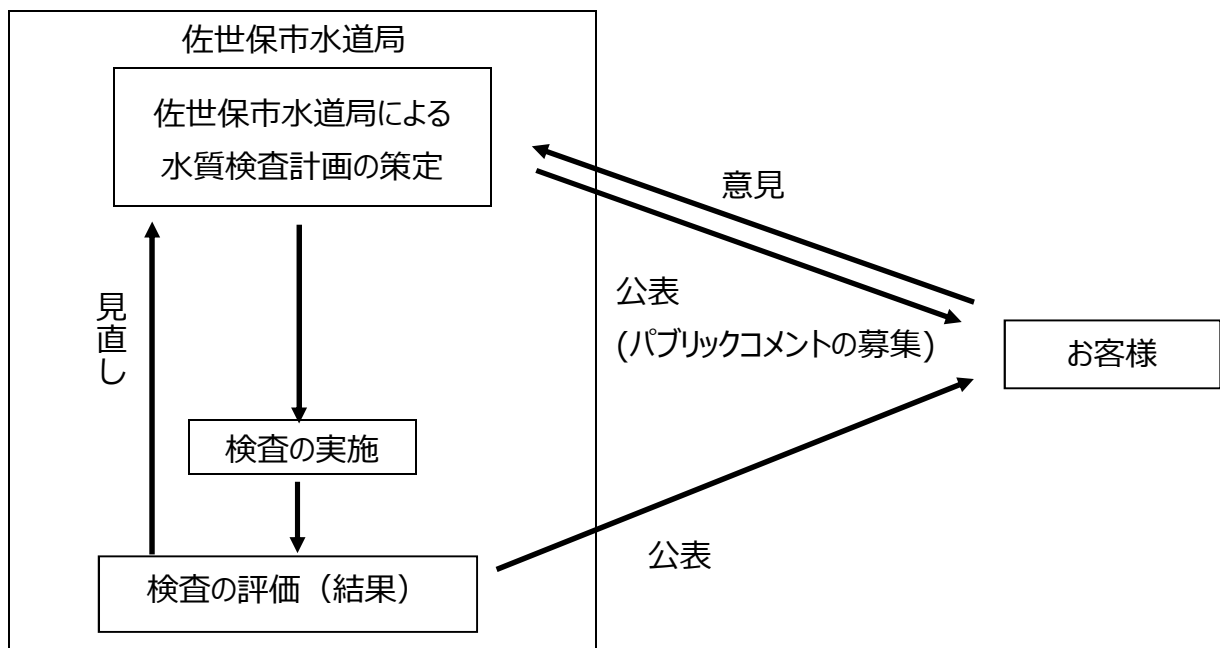 佐世保市水道局
佐世保市水道局による
水質検査計画の策定
意見
公表
(パブリックコメントの募集)
お客様
見直し
検査の実施
公表
検査の評価（結果）